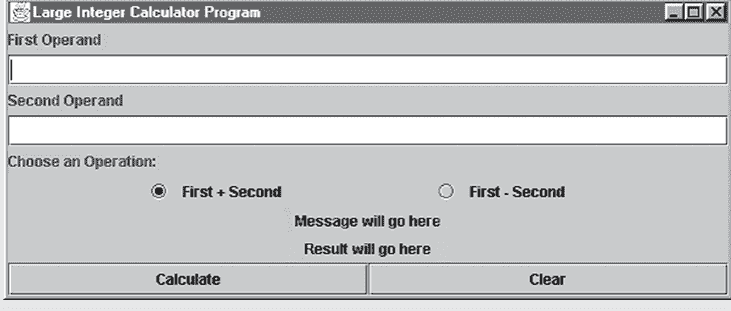 Large Integer Calculator Program
First Operand
Second Operand
Choose an Operation:
First + Second First - Second
Message will go here
Result will go here
Calculate Clear